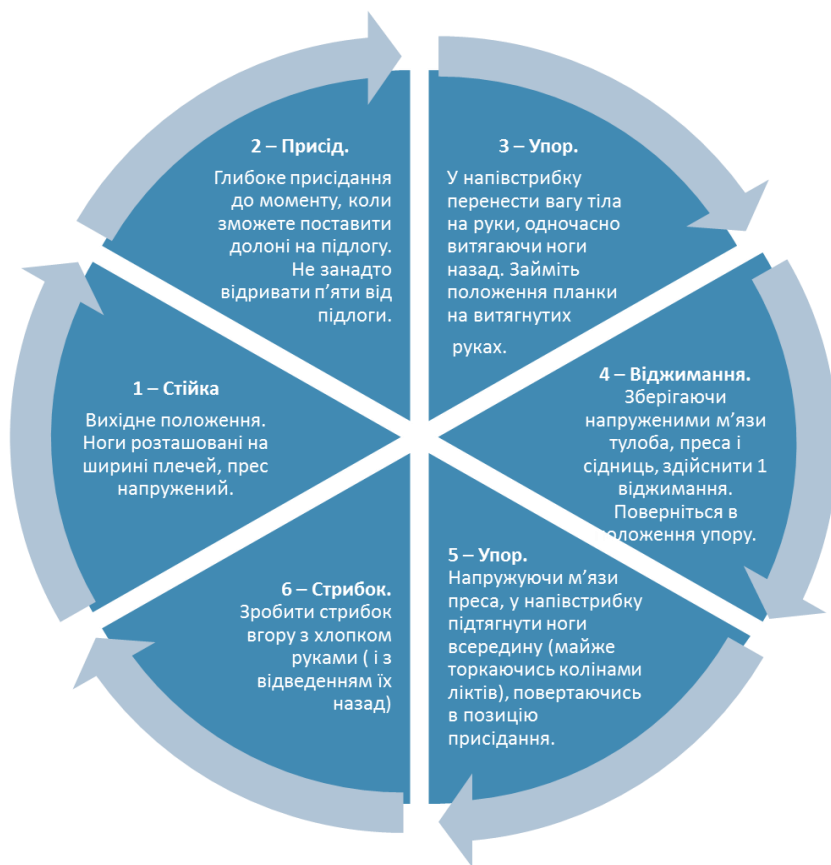 1 – Стійка
Вихідне положення.
Ноги розташовані на
ширині плечей, прес
напружений.
2 – Присід.
Глибоке присідання
до моменту, коли
зможете поставити
долоні на підлогу.
Не занадто
відривати п’яти від
підлоги.
3 – Упор.
У напівстрибку
перенести вагу тіла
на руки, одночасно
витягаючи ноги
назад. Займіть
положення планки
на витягнутих
руках.
4 – Віджимання.
Зберігаючи
напруженими м’язи
тулоба, преса і
сідниць, здійснити 1
віджимання.
Поверніться в
положення упору.
5 – Упор.
Напружуючи м’язи
преса, у напівстрибку
підтягнути ноги
всередину (майже
торкаючись колінами
ліктів), повертаючись
в позицію
присідання.
6 – Стрибок.
Зробити стрибок
вгору з хлопком
руками ( і з
відведенням їх
назад)